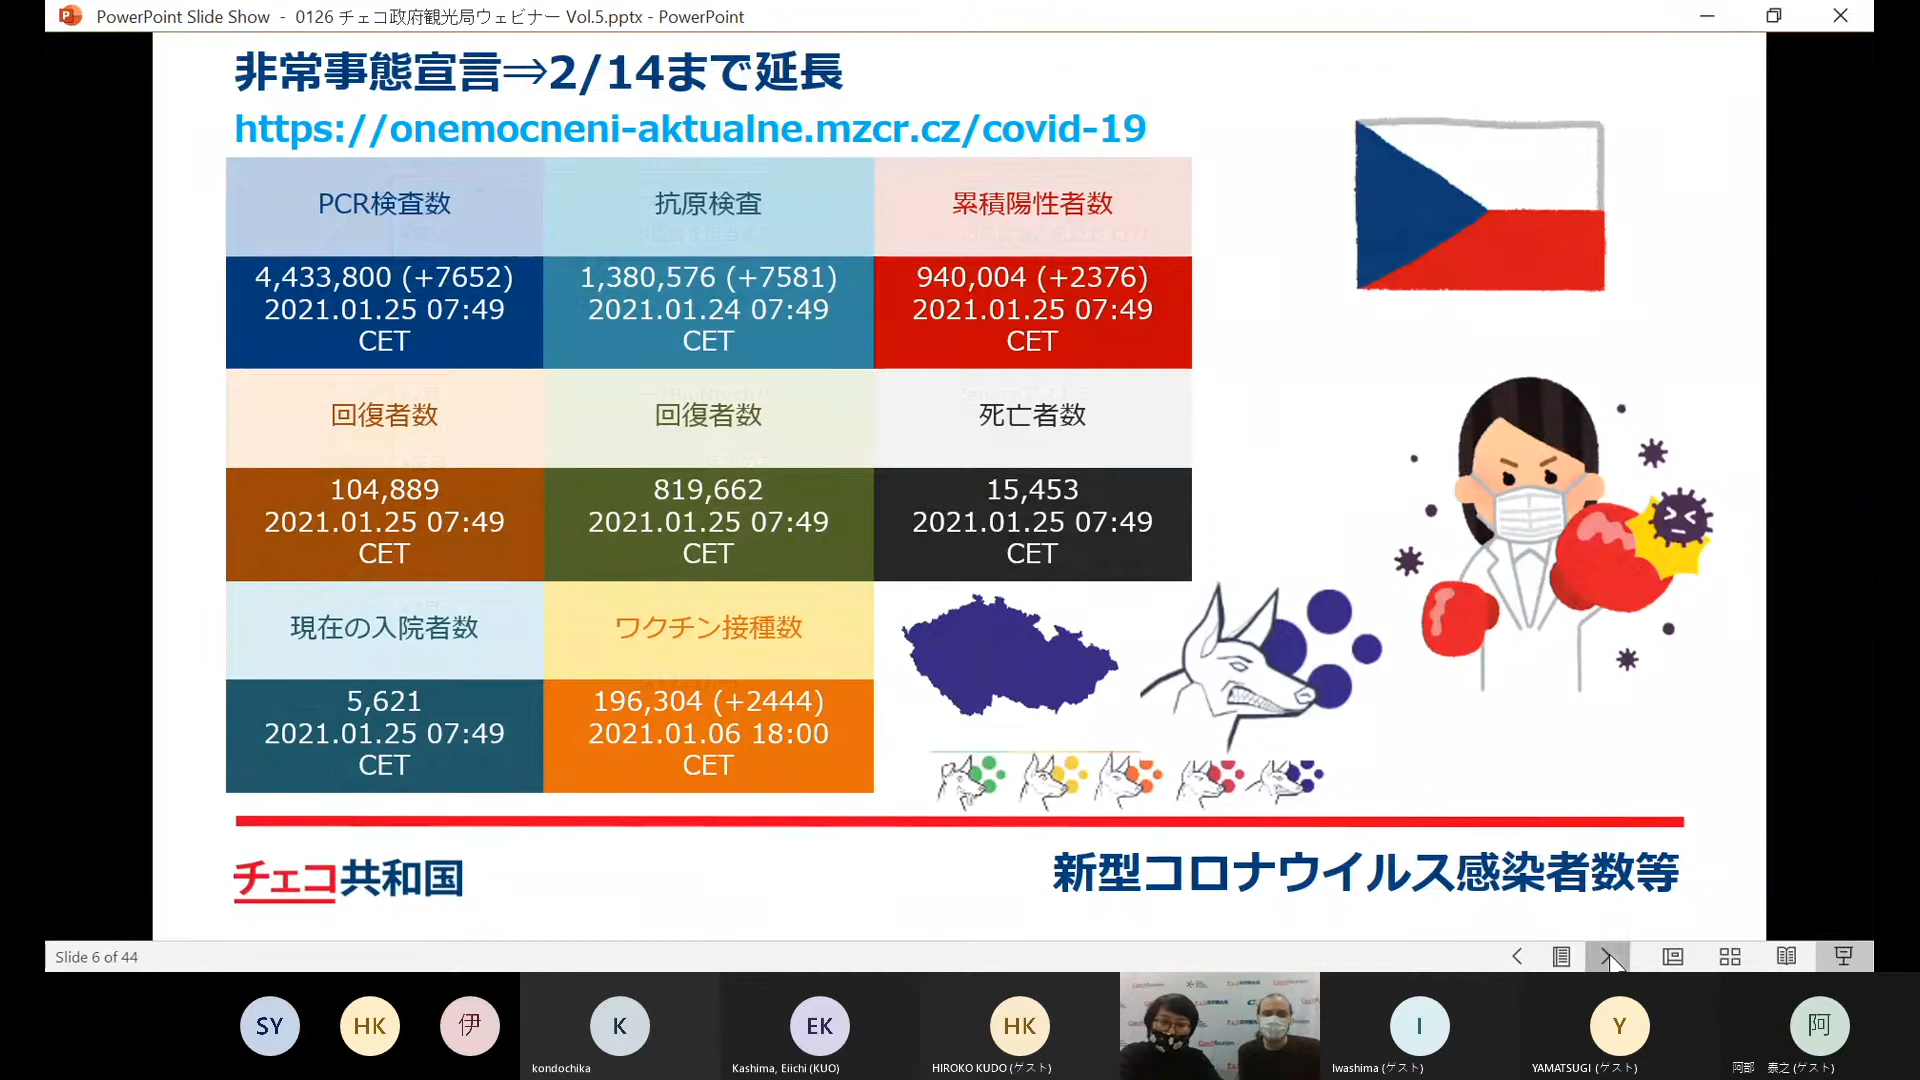 PowerPoint Slide Show - 0126 チェコ政府観光局ウェビナー Vol.5.pptx - PowerPoint
非常事態宣言⇒2/14まで延長
https://onemocneni-aktualne.mzcr.cz/covid-19
PCR検査数
抗原検査
累積陽性者数
4,433,800 (+7652)
2021.01.25 07:49
CET
1,380,576 (+7581)
2021.01.24 07:49
CET
940,004 (+2376)
2021.01.25 07:49
CET
回復者数
回復者数
死亡者数
104,889
2021.01.25 07:49
CET
819,662
2021.01.25 07:49
CET
15,453
2021.01.25 07:49
CET
現在の入院者数
ワクチン接種数
5,621
2021.01.25 07:49
CET
196,304 (+2444)
2021.01.06 18:00
CET
チェコ共和国
新型コロナウイルス感染者数等
Slide 6 of 44
SY
HK
伊
K
EK
HK
I
Y
阿
kondochika
Kashima, Eiichi (KUO)
HIROKO KUDO (ゲスト)
Iwashima (ゲスト)
YAMATSUGI (ゲスト)
阿部 泰之 (ゲスト)